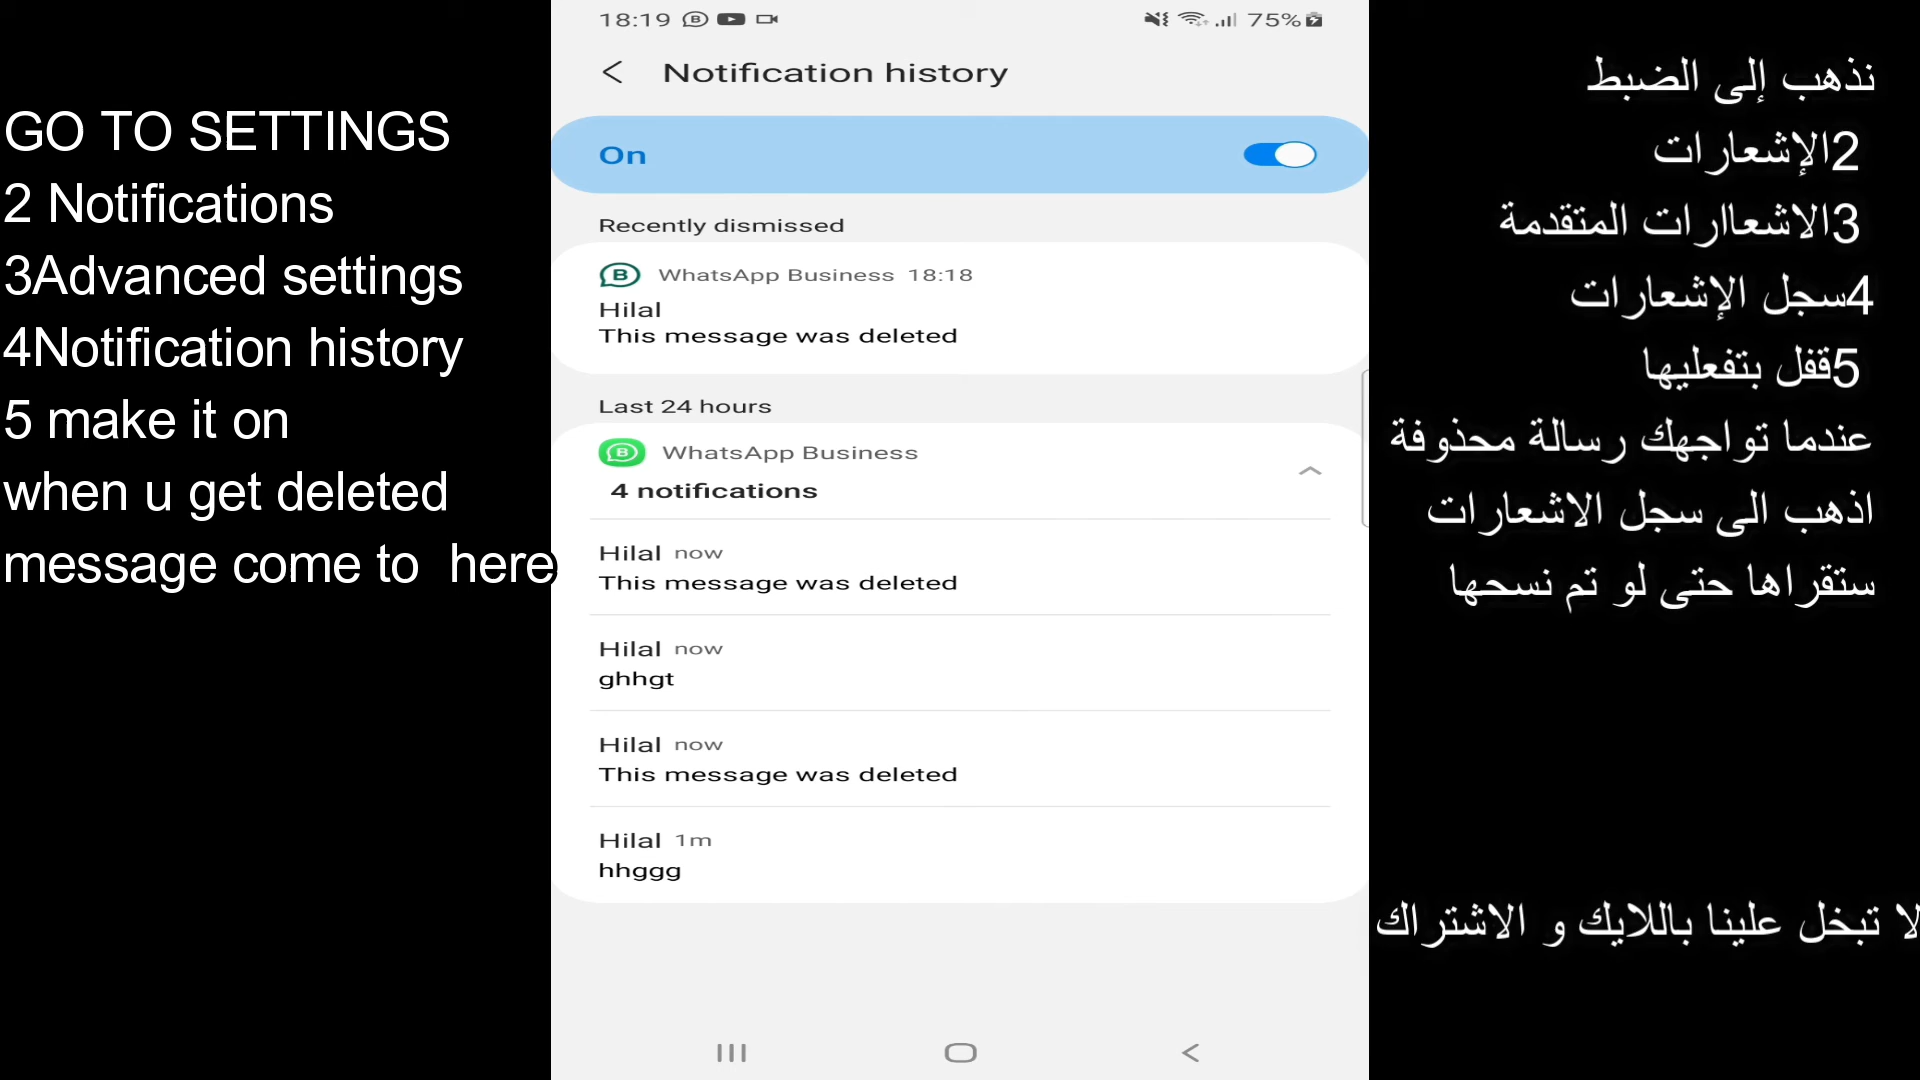 GO TO SETTINGS
2 Notifications
3Advanced settings
4Notification history
5 make it on
when u get deleted
message come to here
18:19
75%
Notification history
On
Recently dismissed
WhatsApp Business 18:18
Hilal
This message was deleted
Last 24 hours
WhatsApp Business
4 notifications
Hilal now
This message was deleted
Hilal now
ghhgt
Hilal now
This message was deleted
Hilal 1m
hhggg
نذهب إلى الضبط
2الإشعارات
3الاشعاارات المتقدمة
4سجل الإشعارات
5قفل بتفعليها
عندما تواجهك رسالة محذوفة
اذهب الى سجل الاشعارات
ستقراها حتى لو تم نسحها
لا تبخل علينا باللايك و الاشتراك